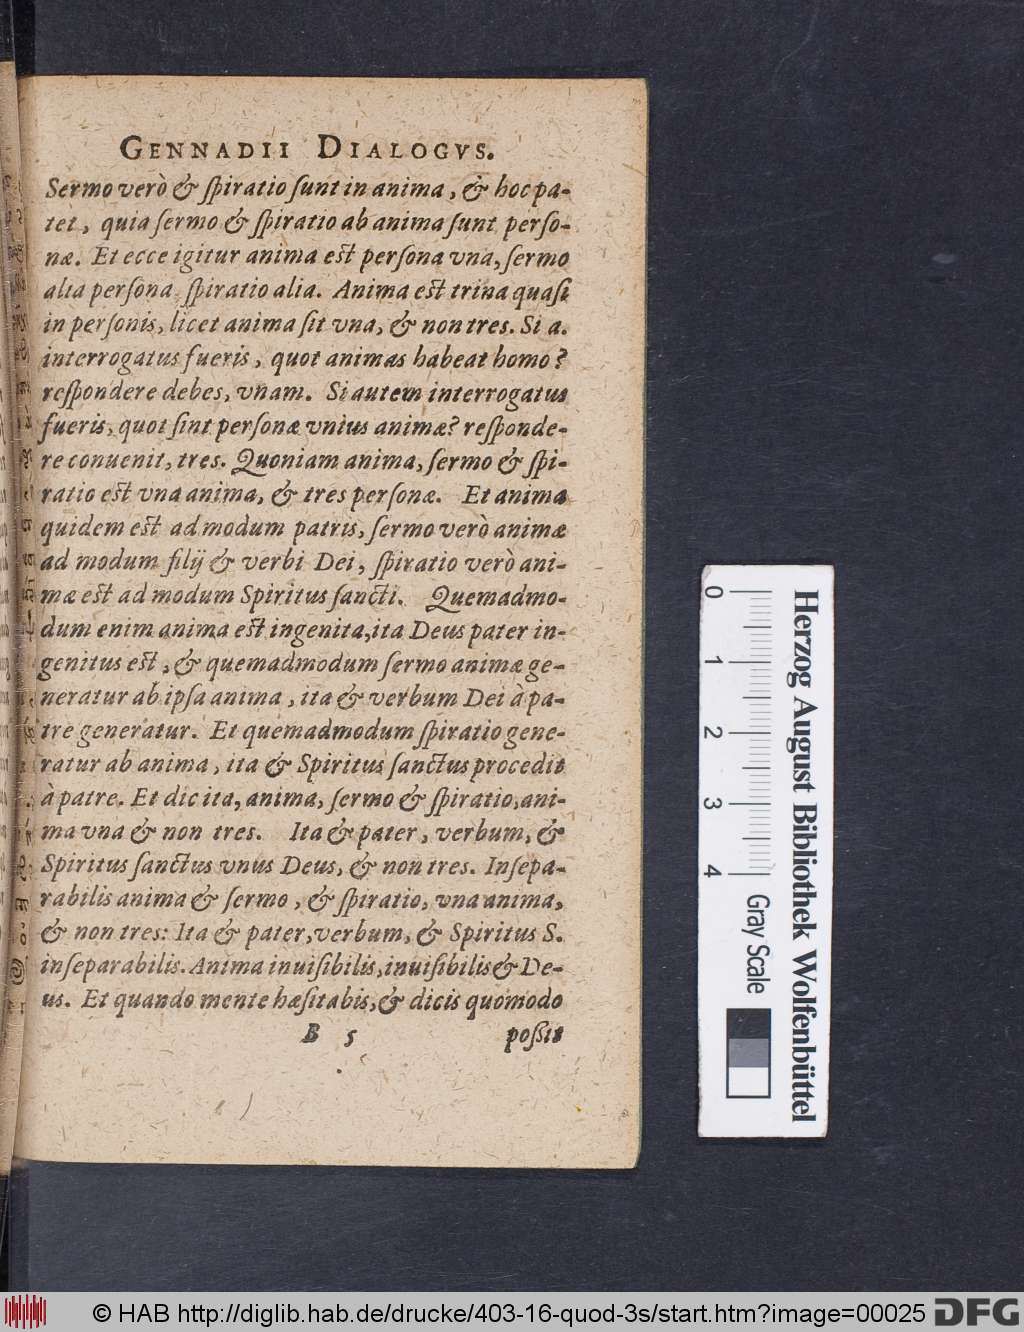 GENNADII DIALOGVS.
Sermo verò & ſpiratio ſunt in anima, & hoc pa-
tet, quia ſermo & ſpiratio ab anima ſunt perſo-
næ. Et ecce igitur anima eſt perſona vna, ſermo
alia perſona, ſpiratio alia. Anima eſt trina quaſi
in perſonis, licet anima ſit vna, & non tres. Si a.
interrogatus fueris, quot animas habeat homo?
reſpondere debes, vnam. Si autem interrogatus
fueris, quot ſint perſonæ vnius animæ? reſponde-
re conuenit, tres. Quoniam anima, ſermo & ſpi-
ratio eſt vna anima, & tres perſonæ. Et anima
quidem eſt ad modum patris, ſermo verò animæ
ad modum filij & verbi Dei, ſpiratio verò ani-
mæ eſt ad modum Spiritus ſancti. Quemadmo-
dum enim anima eſt ingenita, ita Deus pater in-
genitus eſt, & quemadmodum ſermo animæ ge-
neratur ab ipſa anima, ita & verbum Dei à pa-
tre generatur. Et quemadmodum ſpiratio gene-
ratur ab anima, ita & Spiritus ſanctus procedit
à patre. Et dic ita, anima, ſermo & ſpiratio, ani-
ma vna & non tres. Ita & pater, verbum, &
Spiritus ſanctus vnus Deus, & non tres. Inſepa-
rabilis anima & ſermo, & ſpiratio, vna anima,
& non tres: Ita & pater, verbum, & Spiritus S.
inſeparabilis. Anima inuiſibilis, inuiſibilis & De-
us. Et quando mente hæſitabis, & dicis quomodo
B 5 poſsit
0 1 2 3 4
Gray Scale
Herzog August Bibliothek Wolfenbüttel
© HAB http://diglib.hab.de/drucke/403-16-quod-3s/start.htm?image=00025 DFG